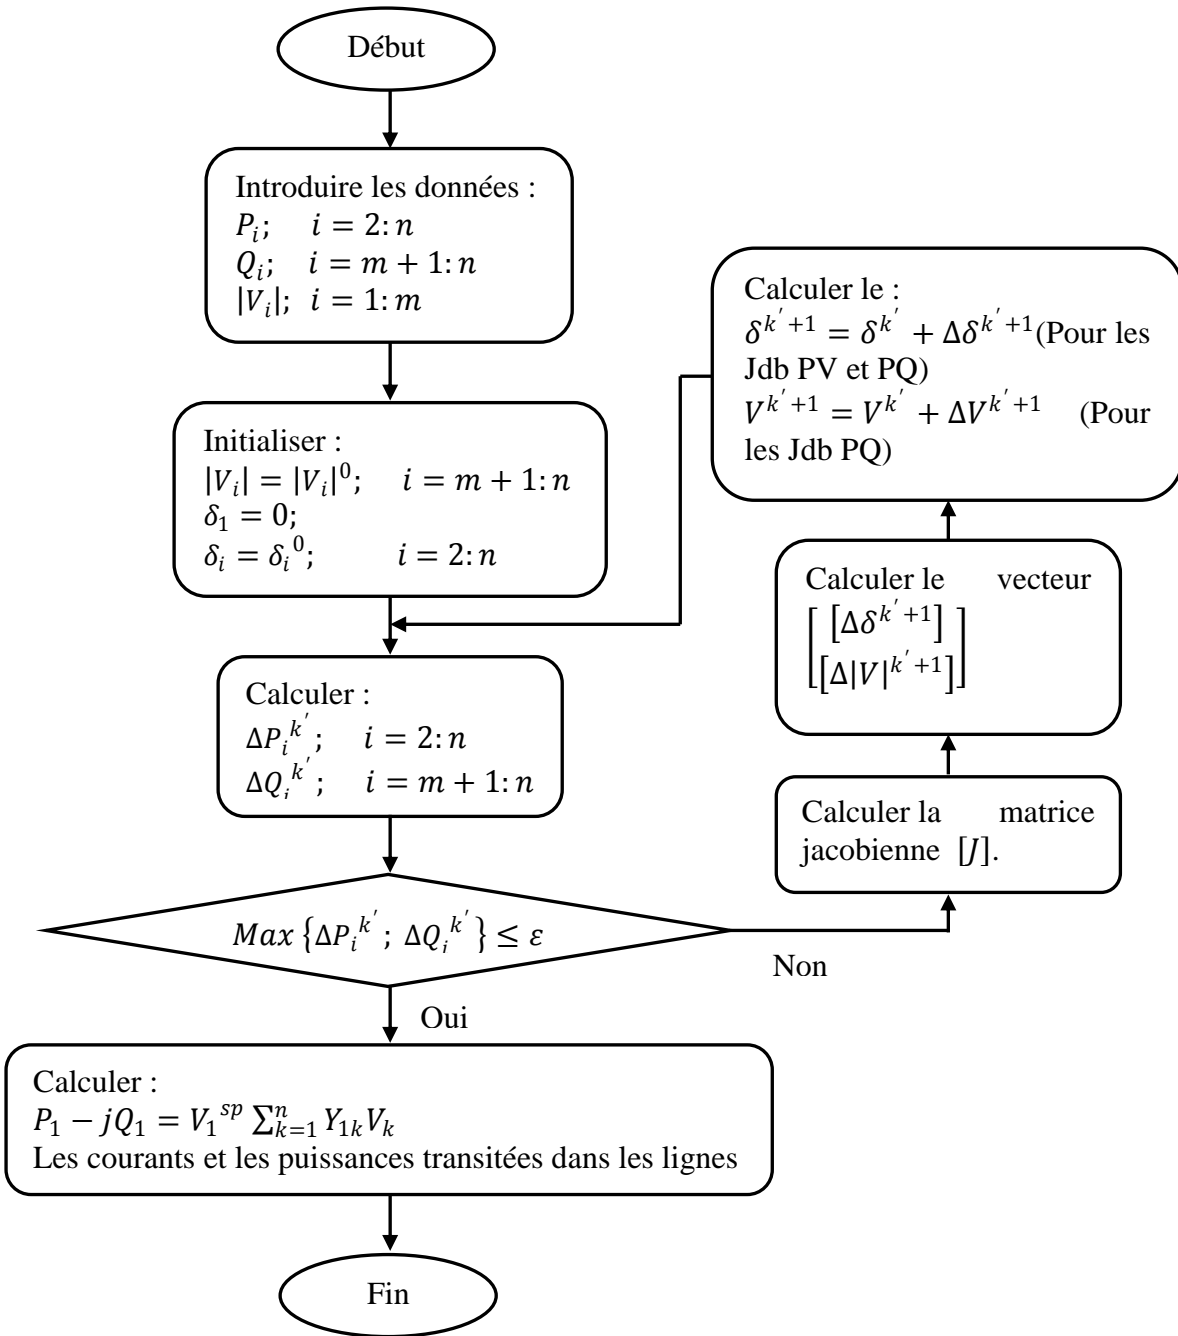 Début
Introduire les données :
P_i; i = 2: n
Q_i; i = m + 1: n
|V_i|; i = 1: m
Initialiser :
|V_i| = |V_i|^0; i = m + 1: n
δ_1 = 0;
δ_i = δ_i^0; i = 2: n
Calculer :
ΔP_i^{k'}; i = 2: n
ΔQ_i^{k'}; i = m + 1: n
Max {ΔP_i^{k'}; ΔQ_i^{k'}} ≤ ε
Non
Calculer la matrice
jacobienne [J].
Calculer le vecteur
[[Δδ^{k'+1}]
[Δ|V|^{k'+1}]]
Calculer le :
δ^{k'+1} = δ^{k'} + Δδ^{k'+1}(Pour les
Jdb PV et PQ)
V^{k'+1} = V^{k'} + ΔV^{k'+1} (Pour
les Jdb PQ)
Oui
Calculer :
P_1 − jQ_1 = V_1^{sp} ∑_{k=1}^{n} Y_{1k}V_k
Les courants et les puissances transitées dans les lignes
Fin